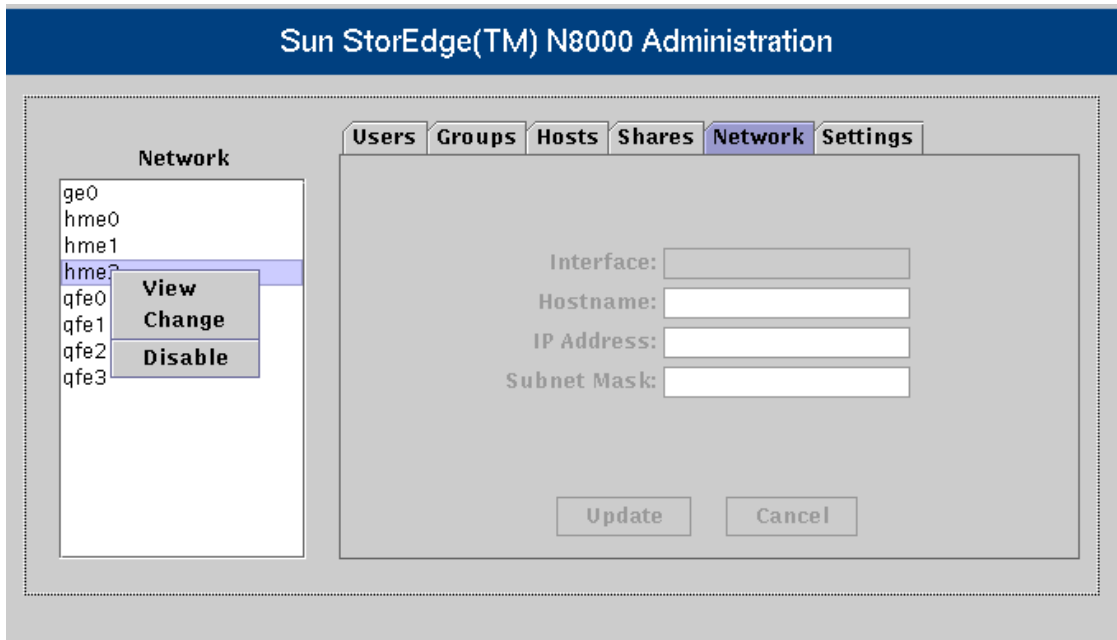 Sun StorEdge(TM) N8000 Administration
Users Groups Hosts Shares Network Settings
Network
ge0
hme0
hme1
qfe0
qfe1
qfe2
qfe3
View
Change
Disable
Interface:
Hostname:
IP Address:
Subnet Mask:
Update Cancel